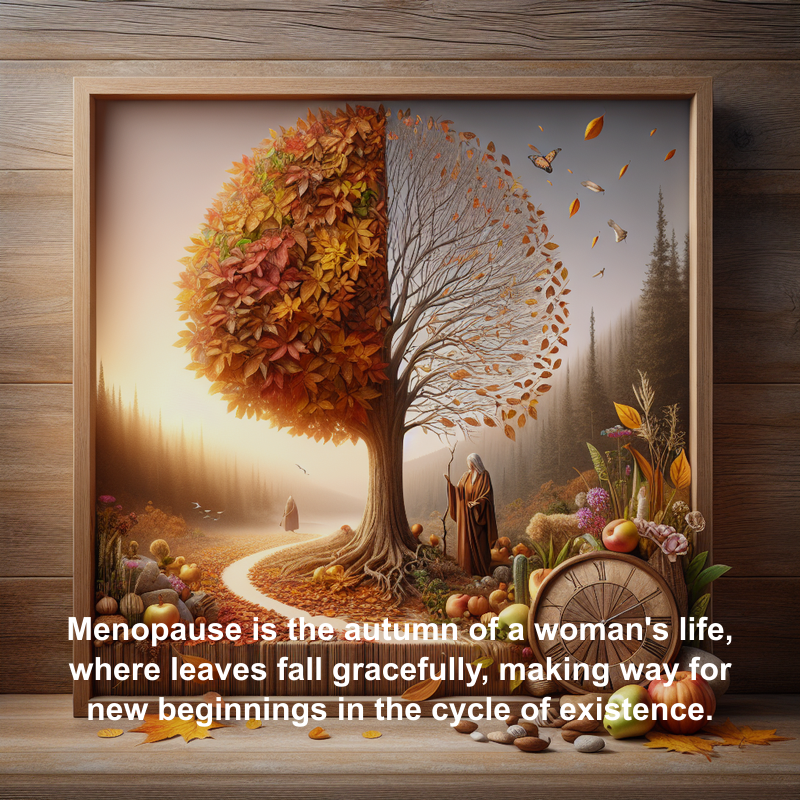 Menopause is the autumn of a woman's life,
where leaves fall gracefully, making way for
new beginnings in the cycle of existence.